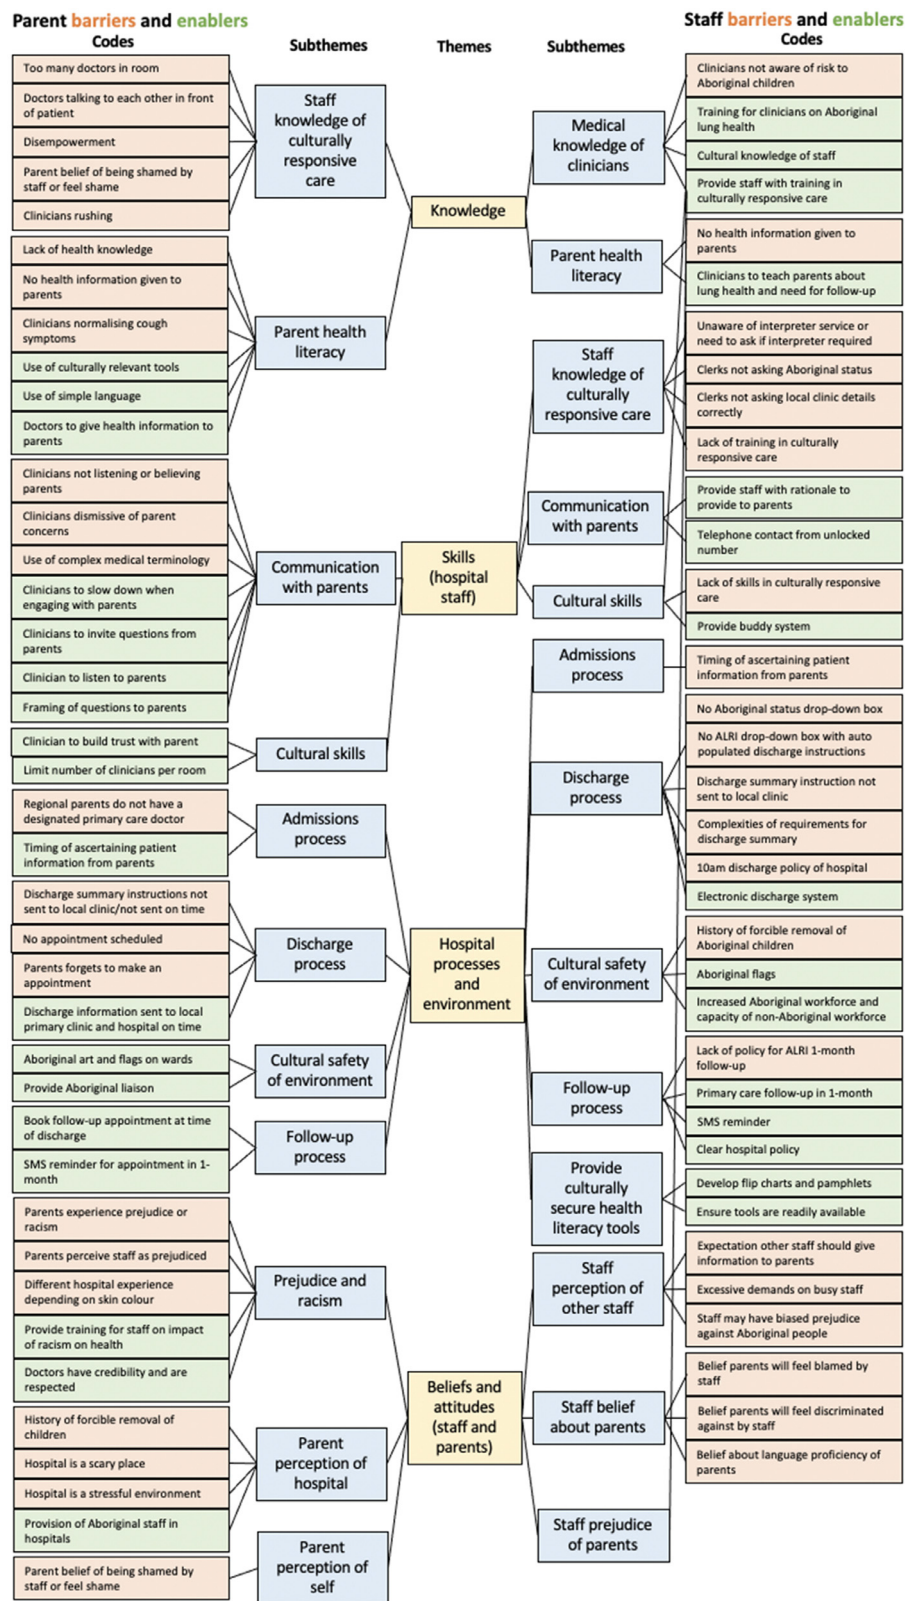 Parent barriers and enablers
Codes
Subthemes
Themes
Subthemes
Staff barriers and enablers
Codes
Too many doctors in room
Doctors talking to each other in front
of patient
Disempowerment
Parent belief of being shamed by
staff or feel shame
Clinicians rushing
Lack of health knowledge
No health information given to
parents
Clinicians normalising cough
symptoms
Use of culturally relevant tools
Use of simple language
Doctors to give health information to
parents
Clinicians not listening or believing
parents
Clinicians dismissive of parent
concerns
Use of complex medical terminology
Clinicians to slow down when
engaging with parents
Clinicians to invite questions from
parents
Clinician to listen to parents
Framing of questions to parents
Clinician to build trust with parent
Limit number of clinicians per room
Regional parents do not have a
designated primary care doctor
Timing of ascertaining patient
information from parents
Discharge summary instructions not
sent to local clinic/not sent on time
No appointment scheduled
Parents forgets to make an
appointment
Discharge information sent to local
primary clinic and hospital on time
Aboriginal art and flags on wards
Provide Aboriginal liaison
Book follow-up appointment at time
of discharge
SMS reminder for appointment in 1-
month
Parents experience prejudice or
racism
Parents perceive staff as prejudiced
Different hospital experience
depending on skin colour
Provide training for staff on impact
of racism on health
Doctors have credibility and are
respected
History of forcible removal of
children
Hospital is a scary place
Hospital is a stressful environment
Provision of Aboriginal staff in
hospitals
Parent belief of being shamed by
staff or feel shame
Staff
knowledge of
culturally
responsive
care
Parent health
literacy
Communication
with parents
Cultural skills
Admissions
process
Discharge
process
Cultural safety
of environment
Follow-up
process
Prejudice and
racism
Parent
perception of
hospital
Parent
perception of
self
Knowledge
Skills
(hospital
staff)
Hospital
processes
and
environment
Beliefs and
attitudes
(staff and
parents)
Medical
knowledge of
clinicians
Parent health
literacy
Staff
knowledge of
culturally
responsive care
Communication
with parents
Cultural skills
Admissions
process
Discharge
process
Cultural safety
of environment
Follow-up
process
Provide
culturally
secure health
literacy tools
Staff
perception of
other staff
Staff belief
about parents
Staff prejudice
of parents
Clinicians not aware of risk to
Aboriginal children
Training for clinicians on Aboriginal
lung health
Cultural knowledge of staff
Provide staff with training in
culturally responsive care
No health information given to
parents
Clinicians to teach parents about
lung health and need for follow-up
Unaware of interpreter service or
need to ask if interpreter required
Clerks not asking Aboriginal status
Clerks not asking local clinic details
correctly
Lack of training in culturally
responsive care
Provide staff with rationale to
provide to parents
Telephone contact from unlocked
number
Lack of skills in culturally responsive
care
Provide buddy system
Timing of ascertaining patient
information from parents
No Aboriginal status drop-down box
No ALRI drop-down box with auto
populated discharge instructions
Discharge summary instruction not
sent to local clinic
Complexities of requirements for
discharge summary
10am discharge policy of hospital
Electronic discharge system
History of forcible removal of
Aboriginal children
Aboriginal flags
Increased Aboriginal workforce and
capacity of non-Aboriginal workforce
Lack of policy for ALRI 1-month
follow-up
Primary care follow-up in 1-month
SMS reminder
Clear hospital policy
Develop flip charts and pamphlets
Ensure tools are readily available
Expectation other staff should give
information to parents
Excessive demands on busy staff
Staff may have biased prejudice
against Aboriginal people
Belief parents will feel blamed by
staff
Belief parents will feel discriminated
against by staff
Belief about language proficiency of
parents